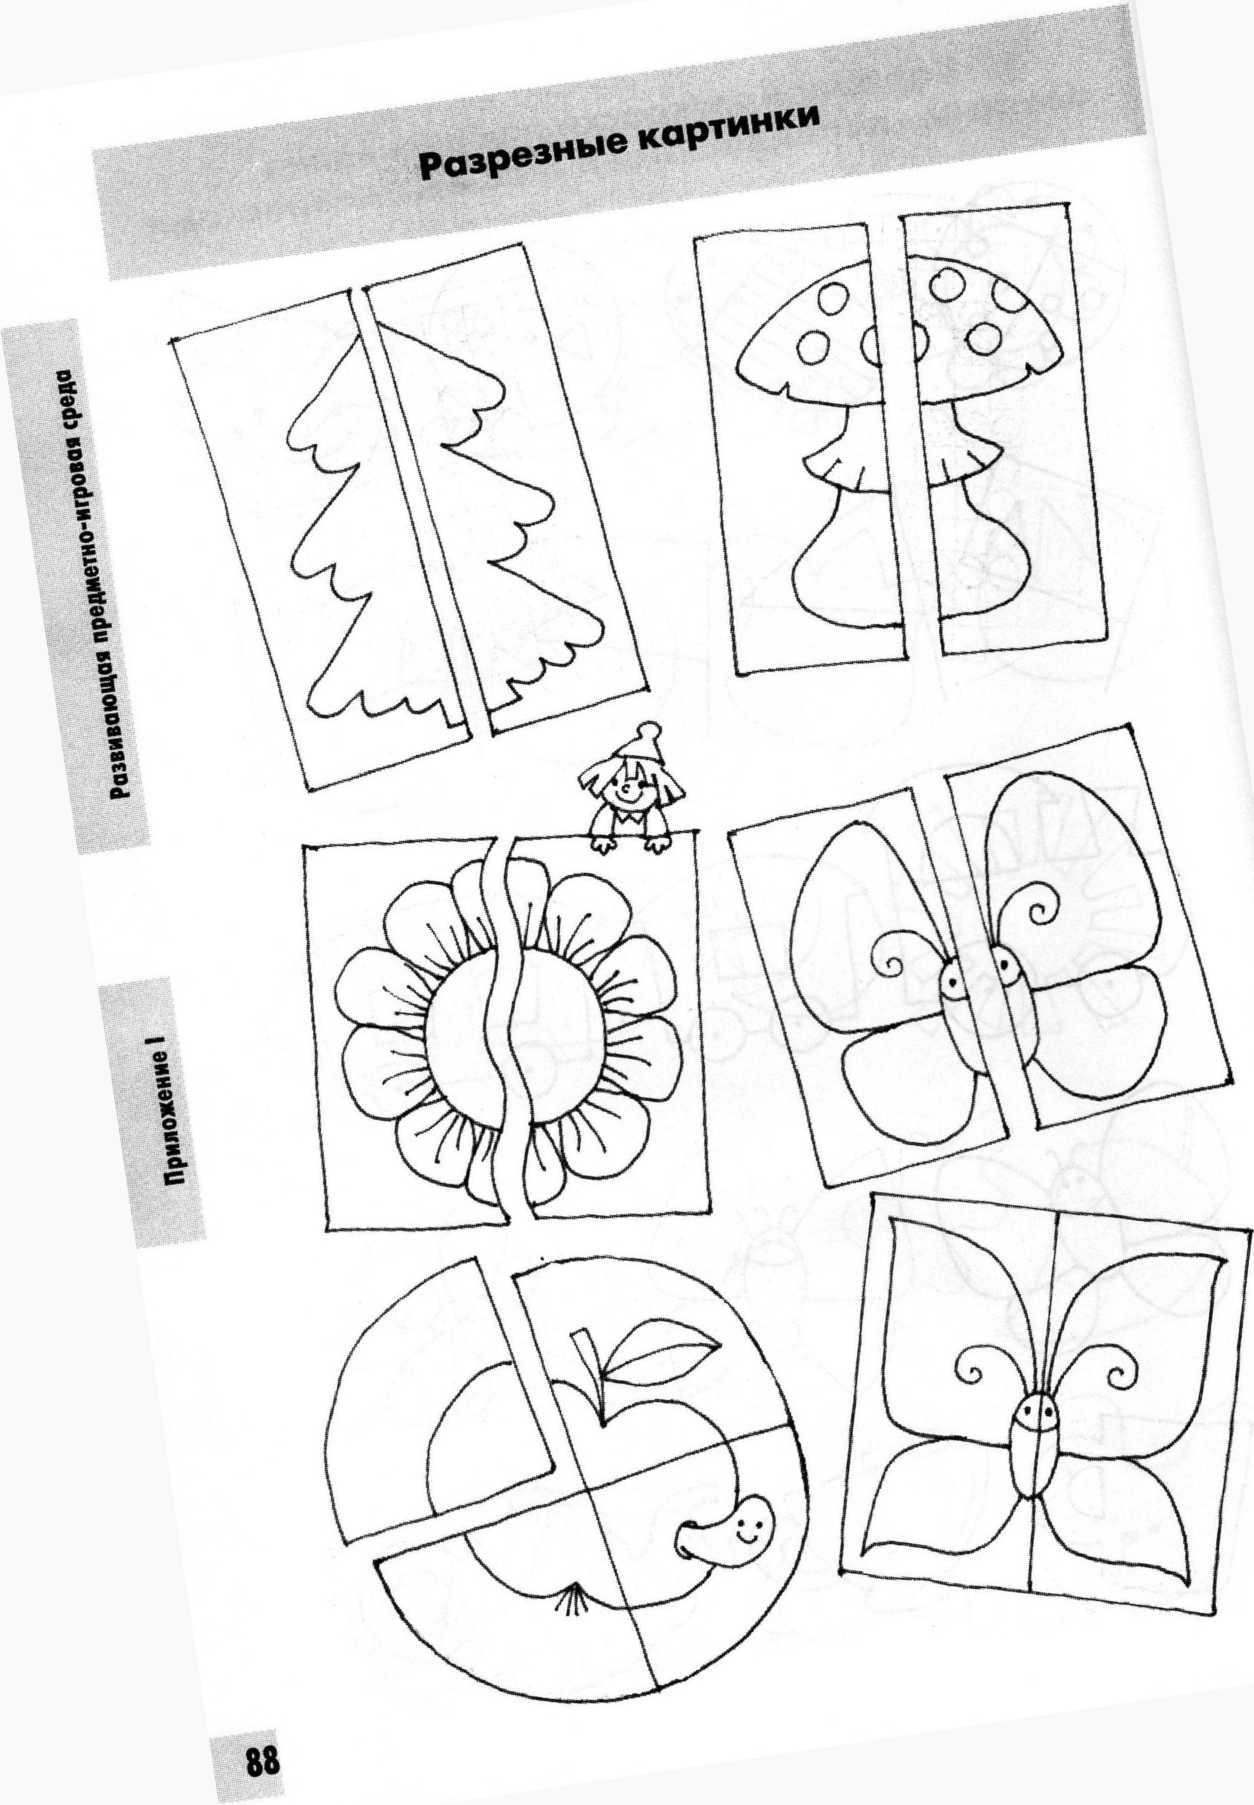 Разрезные картинки
Развивающая предметно-игровая среда
Приложение I
88